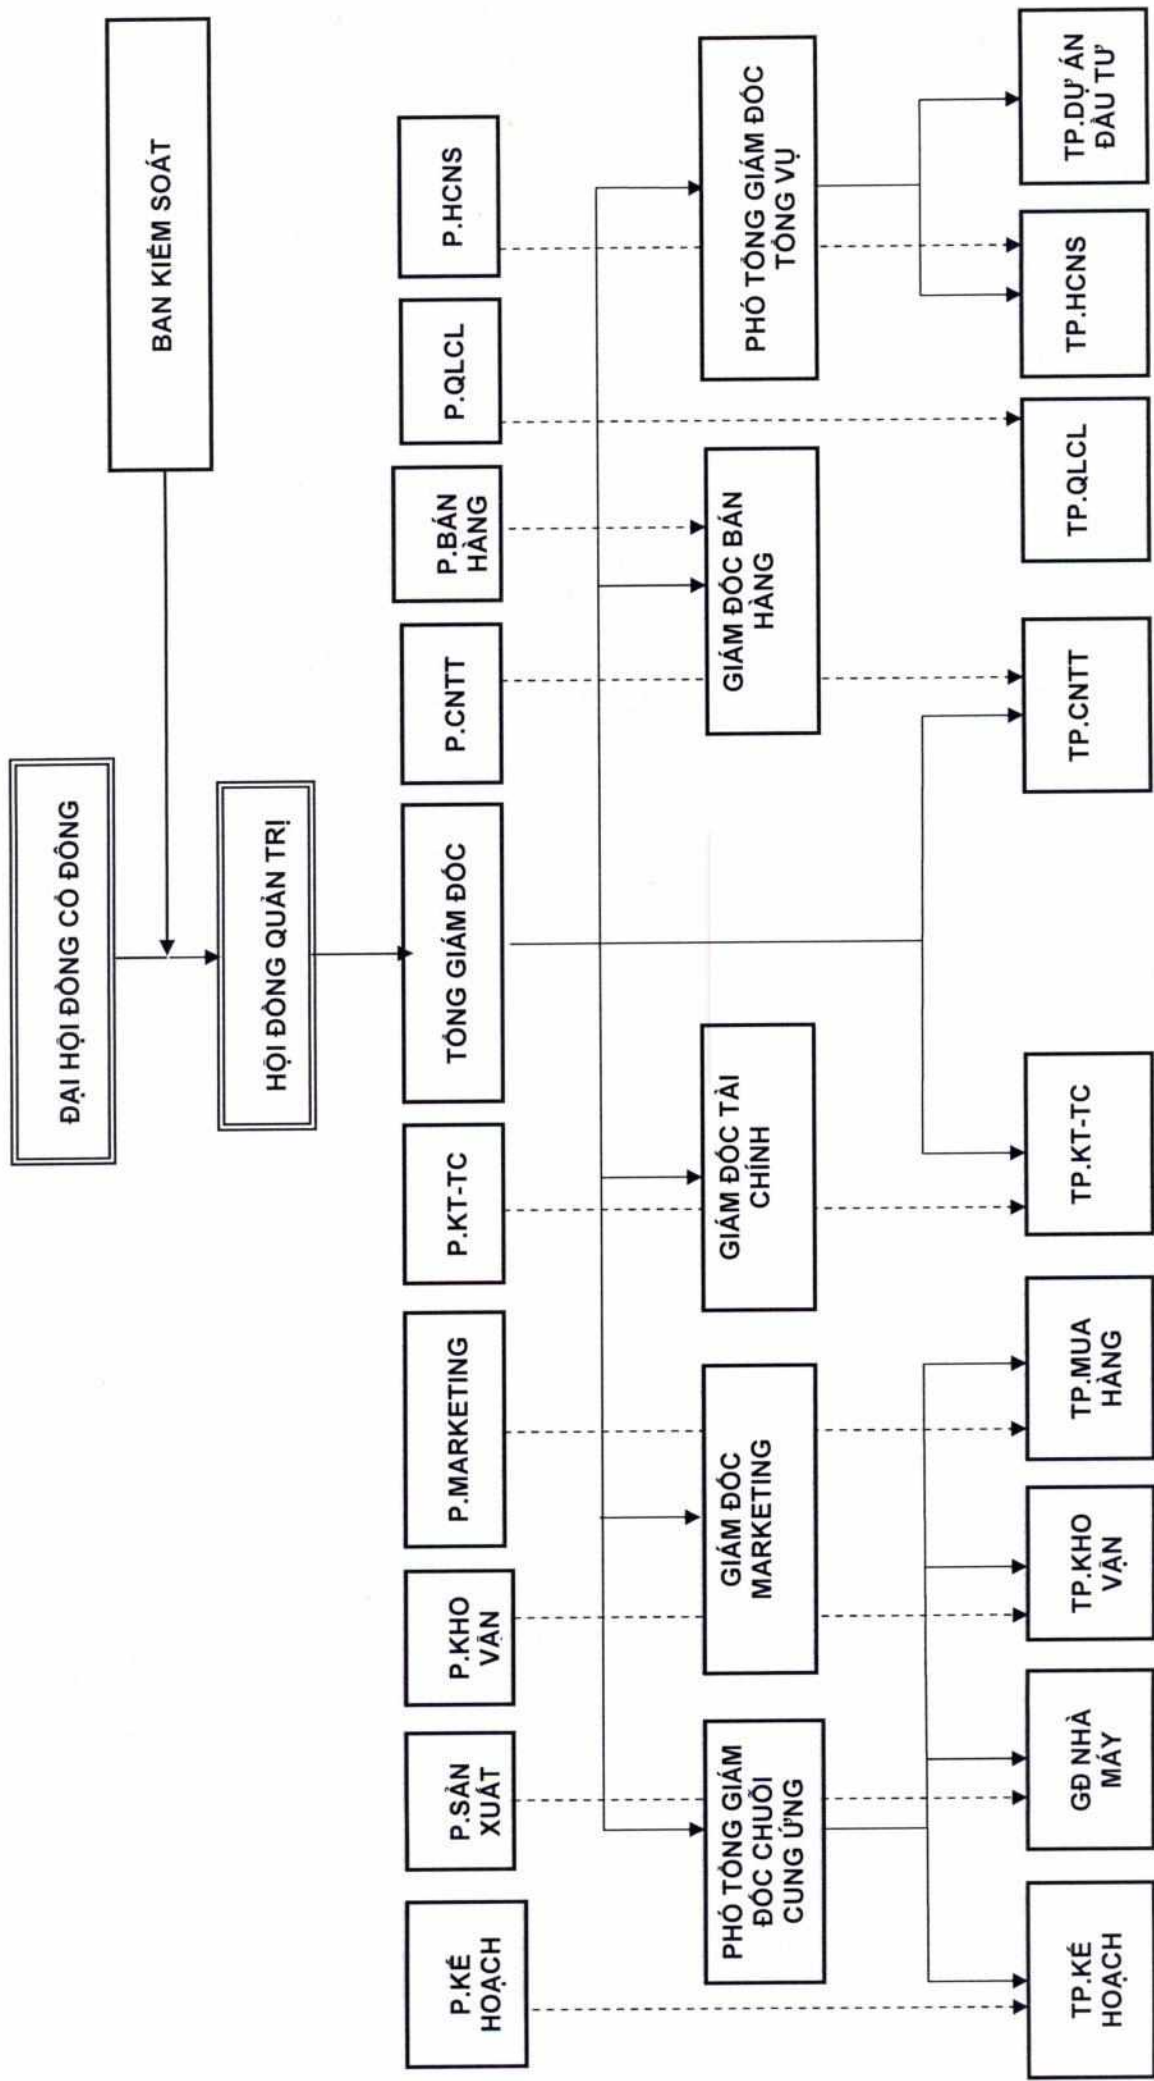 ĐẠI HỘI ĐỒNG CỔ ĐÔNG
BAN KIỂM SOÁT
HỘI ĐỒNG QUẢN TRỊ
P.KẾ
HOẠCH
P.SẢN
XUẤT
P.KHO
VẬN
P.MARKETING
P.KT-TC
TỔNG GIÁM ĐỐC
P.CNTT
P.BÁN
HÀNG
P.QLCL
P.HCNS
PHÓ TỔNG GIÁM
ĐỐC CHUỖI
CUNG ỨNG
GIÁM ĐỐC
MARKETING
GIÁM ĐỐC TÀI
CHÍNH
GIÁM ĐỐC BÁN
HÀNG
PHÓ TỔNG GIÁM ĐỐC
TỔNG VỤ
TP.KẾ
HOẠCH
GĐ NHÀ
MÁY
TP.KHO
VẬN
TP.MUA
HÀNG
TP.KT-TC
TP.CNTT
TP.QLCL
TP.HCNS
TP.DỰ ÁN
ĐẦU TƯ